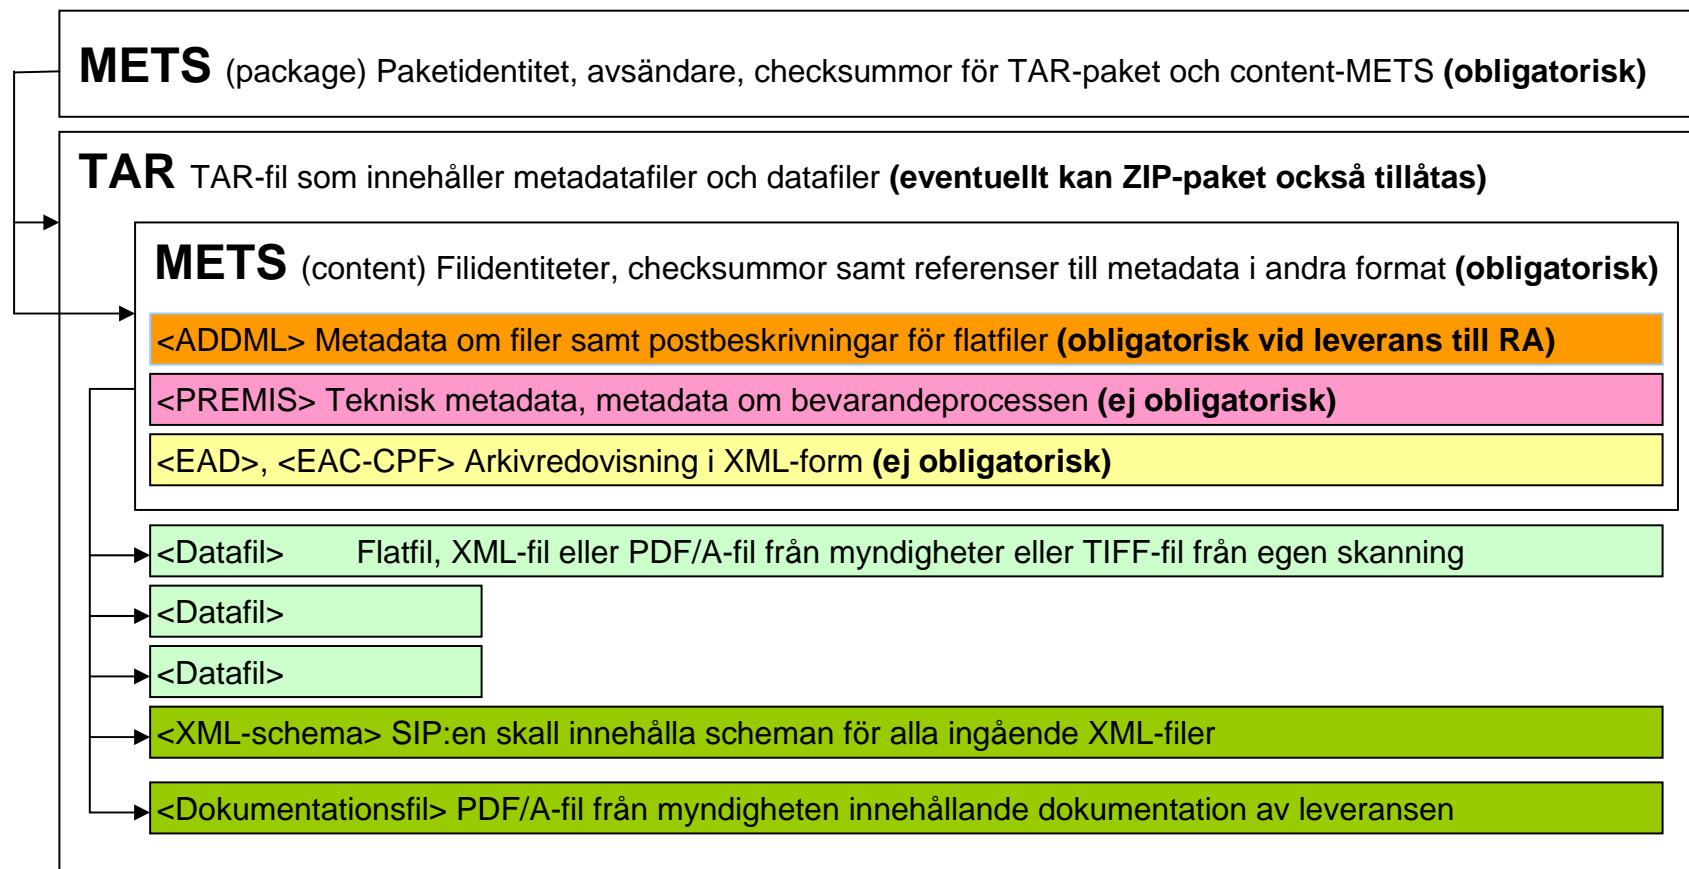 METS (package) Paketidentitet, avsändare, checksummor för TAR-paket och content-METS (obligatorisk)
TAR TAR-fil som innehåller metadatafiler och datafiler (eventuellt kan ZIP-paket också tillåtas)
METS (content) Filidentiteter, checksummor samt referenser till metadata i andra format (obligatorisk)
<ADDML> Metadata om filer samt postbeskrivningar för flatfiler (obligatorisk vid leverans till RA)
<PREMIS> Teknisk metadata, metadata om bevarandeprocessen (ej obligatorisk)
<EAD>, <EAC-CPF> Arkivredovisning i XML-form (ej obligatorisk)
<Datafil> Flatfil, XML-fil eller PDF/A-fil från myndigheter eller TIFF-fil från egen skanning
<Datafil>
<Datafil>
<XML-schema> SIP:en skall innehålla scheman för alla ingående XML-filer
<Dokumentationsfil> PDF/A-fil från myndigheten innehållande dokumentation av leveransen